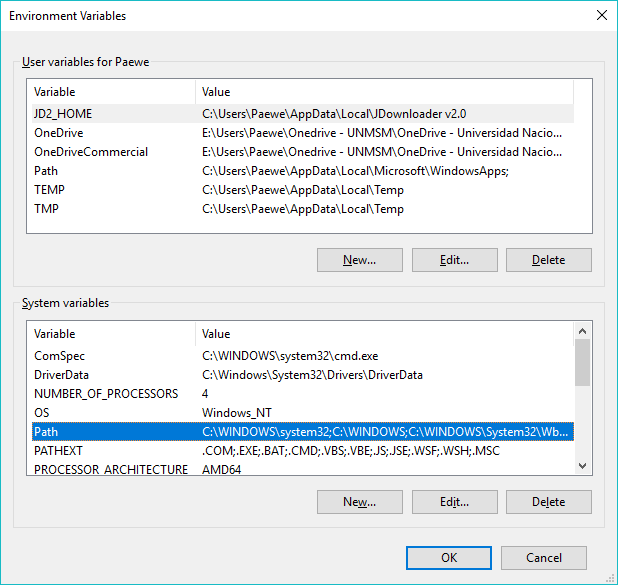 Environment Variables
User variables for Paewe
Variable Value
JD2_HOME C:\Users\Paewe\AppData\Local\JDownloader v2.0
OneDrive E:\Users\Paewe\Onedrive - UNMSM\OneDrive - Universidad Nacio...
OneDriveCommercial E:\Users\Paewe\Onedrive - UNMSM\OneDrive - Universidad Nacio...
Path C:\Users\Paewe\AppData\Local\Microsoft\WindowsApps;
TEMP C:\Users\Paewe\AppData\Local\Temp
TMP C:\Users\Paewe\AppData\Local\Temp
New... Edit... Delete
System variables
Variable Value
ComSpec C:\WINDOWS\system32\cmd.exe
DriverData C:\Windows\System32\Drivers\DriverData
NUMBER_OF_PROCESSORS 4
OS Windows_NT
Path C:\WINDOWS\system32;C:\WINDOWS;C:\WINDOWS\System32\Wb...
PATHEXT .COM;.EXE;.BAT;.CMD;.VBS;.VBE;.JS;.JSE;.WSF;.WSH;.MSC
PROCESSOR_ARCHITECTURE AMD64
New... Edit... Delete
OK Cancel